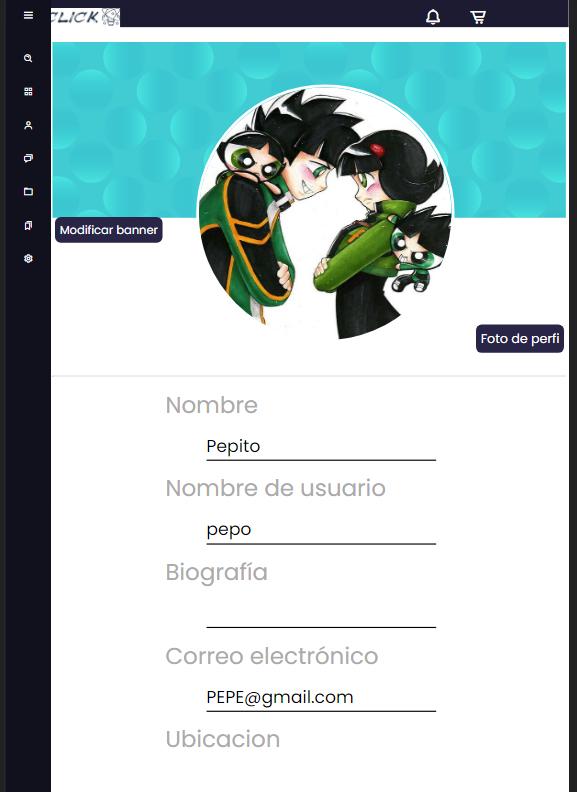 CLICK
Modificar banner
Foto de perfi
Nombre
Pepito
Nombre de usuario
pepo
Biografía
Correo electrónico
PEPE@gmail.com
Ubicacion